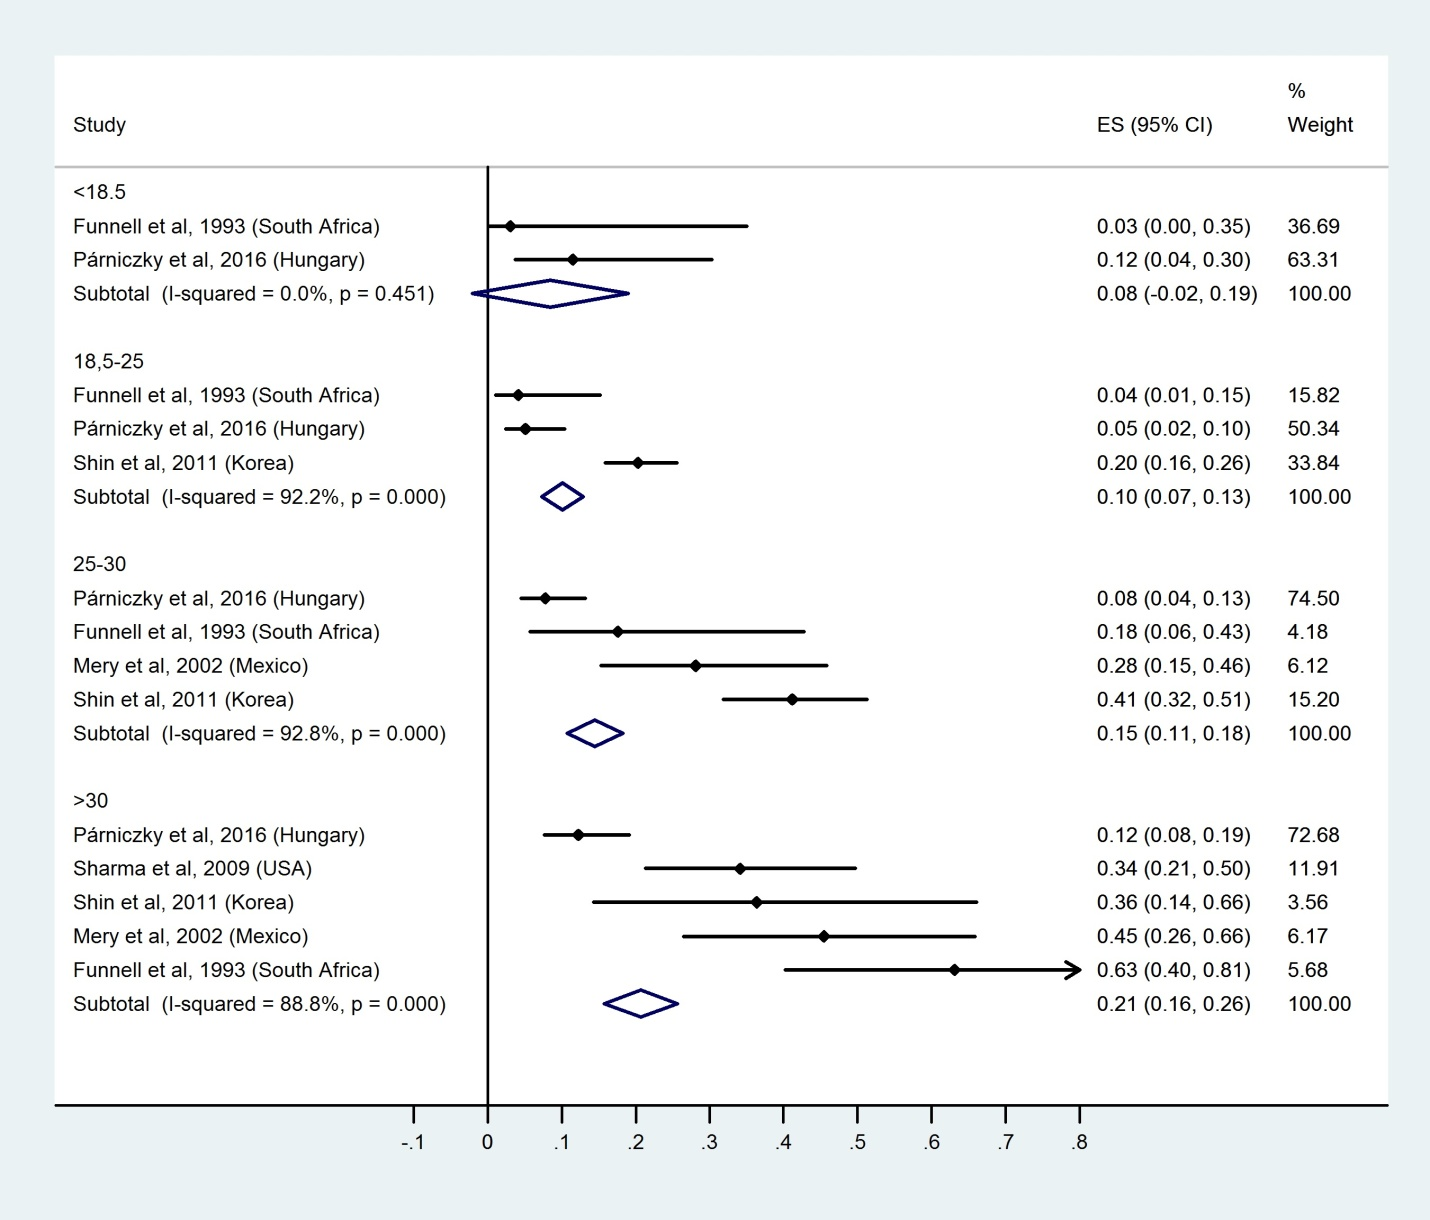 %
Study ES (95% CI) Weight
<18.5
Funnell et al, 1993 (South Africa) 0.03 (0.00, 0.35) 36.69
Párniczky et al, 2016 (Hungary) 0.12 (0.04, 0.30) 63.31
Subtotal (I-squared = 0.0%, p = 0.451) 0.08 (-0.02, 0.19) 100.00
18,5-25
Funnell et al, 1993 (South Africa) 0.04 (0.01, 0.15) 15.82
Párniczky et al, 2016 (Hungary) 0.05 (0.02, 0.10) 50.34
Shin et al, 2011 (Korea) 0.20 (0.16, 0.26) 33.84
Subtotal (I-squared = 92.2%, p = 0.000) 0.10 (0.07, 0.13) 100.00
25-30
Párniczky et al, 2016 (Hungary) 0.08 (0.04, 0.13) 74.50
Funnell et al, 1993 (South Africa) 0.18 (0.06, 0.43) 4.18
Mery et al, 2002 (Mexico) 0.28 (0.15, 0.46) 6.12
Shin et al, 2011 (Korea) 0.41 (0.32, 0.51) 15.20
Subtotal (I-squared = 92.8%, p = 0.000) 0.15 (0.11, 0.18) 100.00
>30
Párniczky et al, 2016 (Hungary) 0.12 (0.08, 0.19) 72.68
Sharma et al, 2009 (USA) 0.34 (0.21, 0.50) 11.91
Shin et al, 2011 (Korea) 0.36 (0.14, 0.66) 3.56
Mery et al, 2002 (Mexico) 0.45 (0.26, 0.66) 6.17
Funnell et al, 1993 (South Africa) 0.63 (0.40, 0.81) 5.68
Subtotal (I-squared = 88.8%, p = 0.000) 0.21 (0.16, 0.26) 100.00
-.1 0 .1 .2 .3 .4 .5 .6 .7 .8